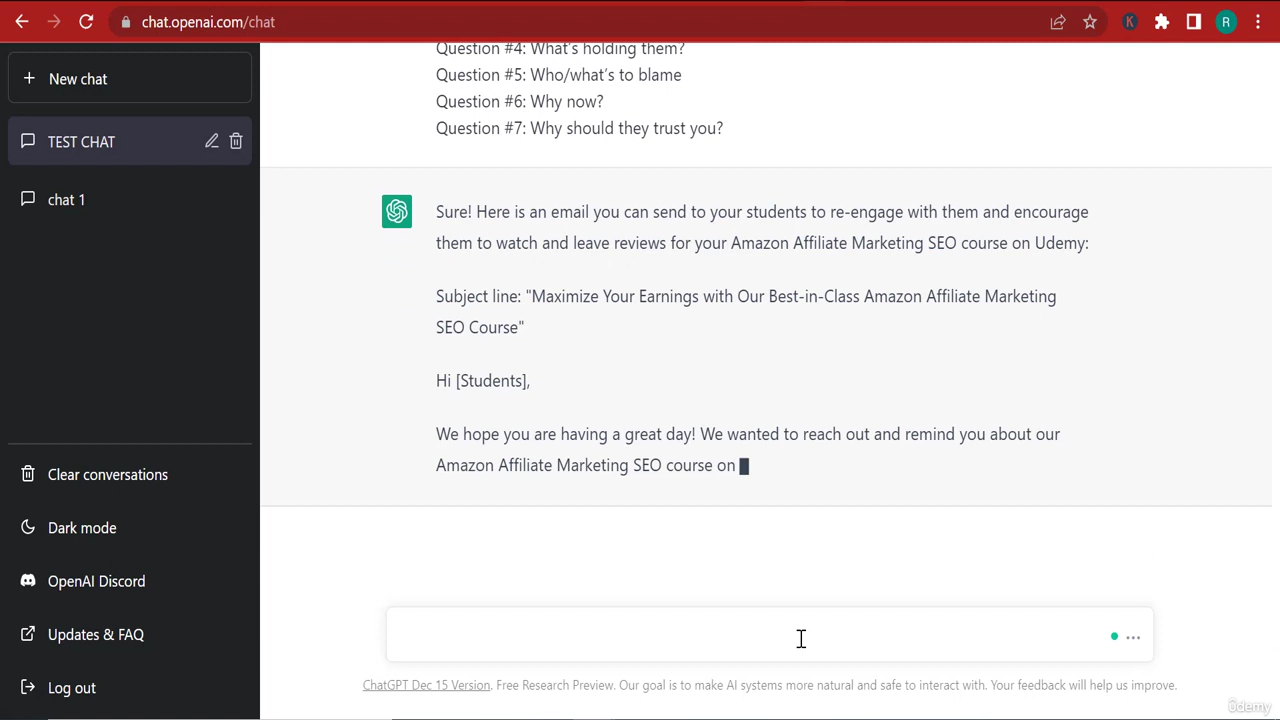 chat.openai.com/chat
K
R
New chat
TEST CHAT
chat 1
Clear conversations
Dark mode
OpenAI Discord
Updates & FAQ
Log out
Question #4: What's holding them?
Question #5: Who/what's to blame
Question #6: Why now?
Question #7: Why should they trust you?
Sure! Here is an email you can send to your students to re-engage with them and encourage
them to watch and leave reviews for your Amazon Affiliate Marketing SEO course on Udemy:
Subject line: "Maximize Your Earnings with Our Best-in-Class Amazon Affiliate Marketing
SEO Course"
Hi [Students],
We hope you are having a great day! We wanted to reach out and remind you about our
Amazon Affiliate Marketing SEO course on
ChatGPT Dec 15 Version. Free Research Preview. Our goal is to make AI systems more natural and safe to interact with. Your feedback will help us improve.
ûdemy